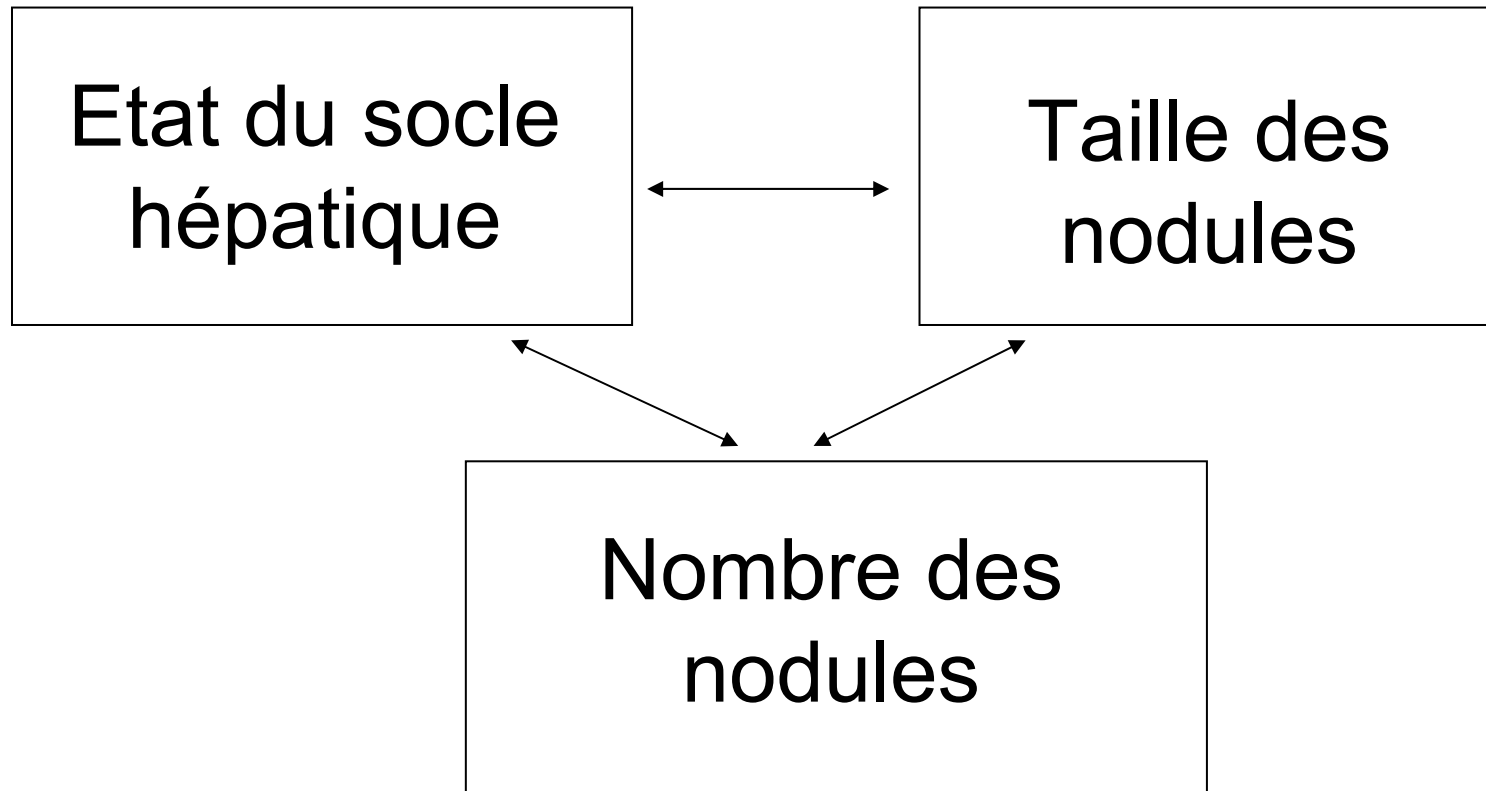 Etat du socle
hépatique
Taille des
nodules
Nombre des
nodules